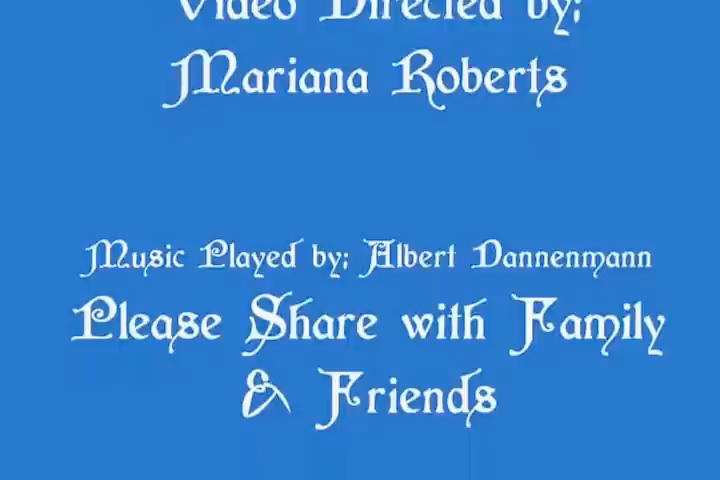 Video Directed by;
Mariana Roberts
Music Played by; Albert Dannenmann
Please Share with Family
& Friends